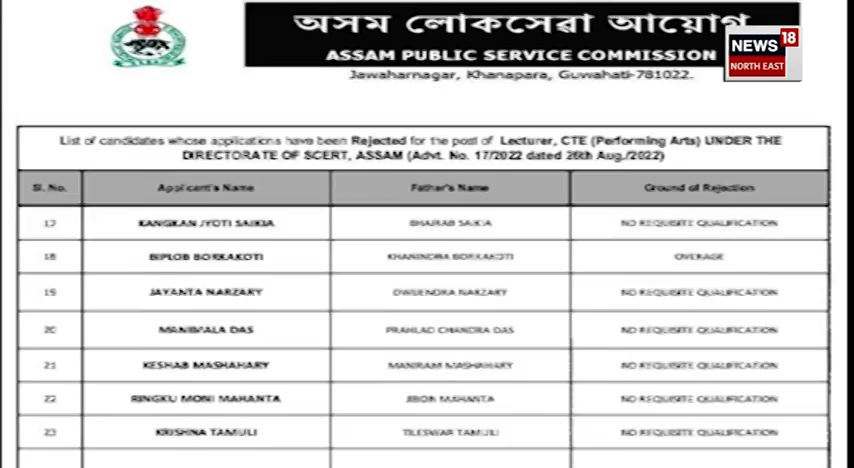 অসম লোকসেৱা আয়োগ
ASSAM PUBLIC SERVICE COMMISSION
Jawaharnagar, Khanapara, Guwahati-781022.
NEWS 18
NORTH EAST
List of candidates whose applications have been Rejected for the post of Lecturer, CTE (Performing Arts) UNDER THE
DIRECTORATE OF SCERT, ASSAM (Advt. No. 17/2022 dated 26th Aug./2022)
Sl. No. Applicant's Name Father's Name Ground of Rejection
17 KANGKAN JYOTI SAIKIA BHAIRAB SAIKIA NO REQUISITE QUALIFICATION
18 BIPLOB BORKAKOTI KHANINDRA BORKAKOTI OVERAGE
19 JAYANTA NARZARY DWIJENDRA NARZARY NO REQUISITE QUALIFICATION
20 MANIMALA DAS PRAHLAD CHANDRA DAS NO REQUISITE QUALIFICATION
21 KESHAB MASHAHARY MANIRAM MASHAHARY NO REQUISITE QUALIFICATION
22 RINGKU MONI MAHANTA JIBON MAHANTA NO REQUISITE QUALIFICATION
23 KRISHNA TAMULI TILESWAR TAMULI NO REQUISITE QUALIFICATION